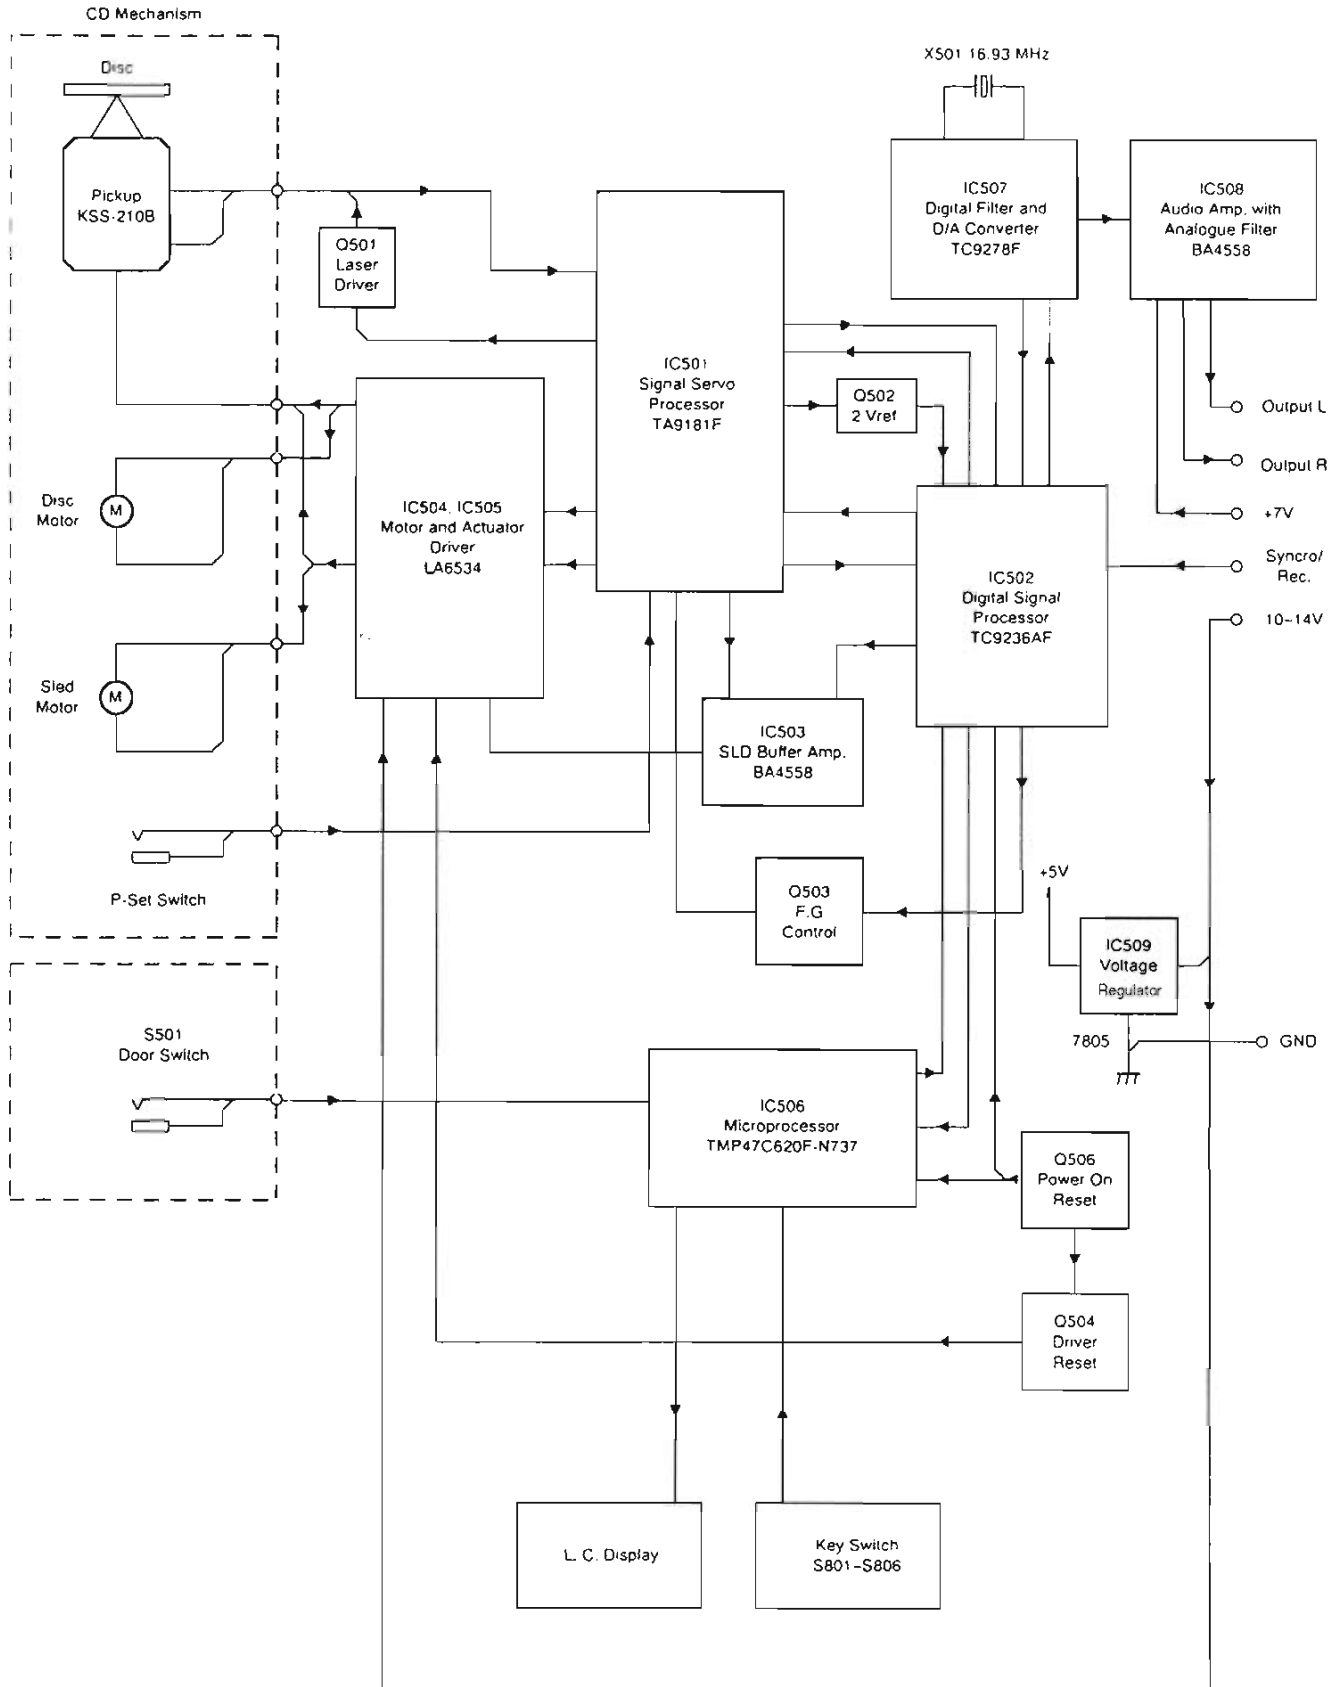 CD Mechanism
Disc
Pickup
KSS-210B
Q501
Laser
Driver
X501 16.93 MHz
IC507
Digital Filter and
D/A Converter
TC9278F
IC508
Audio Amp. with
Analogue Filter
BA4558
IC501
Signal Servo
Processor
TA9181F
Q502
2 Vref
Output L
Output R
+7V
Syncro/
Rec.
10~14V
Disc
Motor
M
IC504, IC505
Motor and Actuator
Driver
LA6534
IC502
Digital Signal
Processor
TC9236AF
Sled
Motor
M
IC503
SLD Buffer Amp.
BA4558
P-Set Switch
Q503
F.G
Control
+5V
IC509
Voltage
Regulator
7805
GND
S501
Door Switch
IC506
Microprocessor
TMP47C620F-N737
Q506
Power On
Reset
Q504
Driver
Reset
L. C. Display
Key Switch
S801~S806